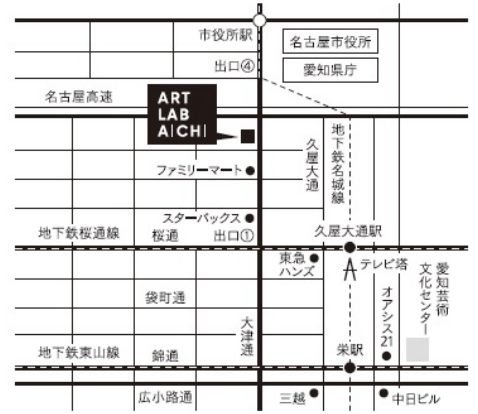 市役所駅
名古屋市役所
出口④
愛知県庁
名古屋高速
ART
LAB
AICHI
久屋大通
地下鉄名城線
ファミリーマート
スターバックス
地下鉄桜通線
桜通
出口①
久屋大通駅
東急
ハンズ
テレビ塔
愛知芸術
文化センター
オアシス21
袋町通
大津通
地下鉄東山線
錦通
栄駅
広小路通
三越
中日ビル